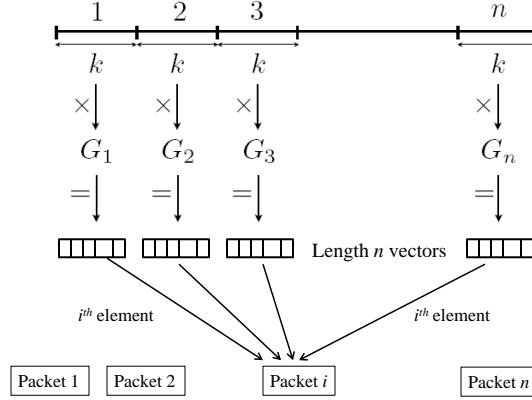 1 2 3 n
k k k k
× × × ×
G₁ G₂ G₃ Gₙ
= = = =
Length n vectors
iᵗʰ element iᵗʰ element
Packet 1 Packet 2 Packet i Packet n